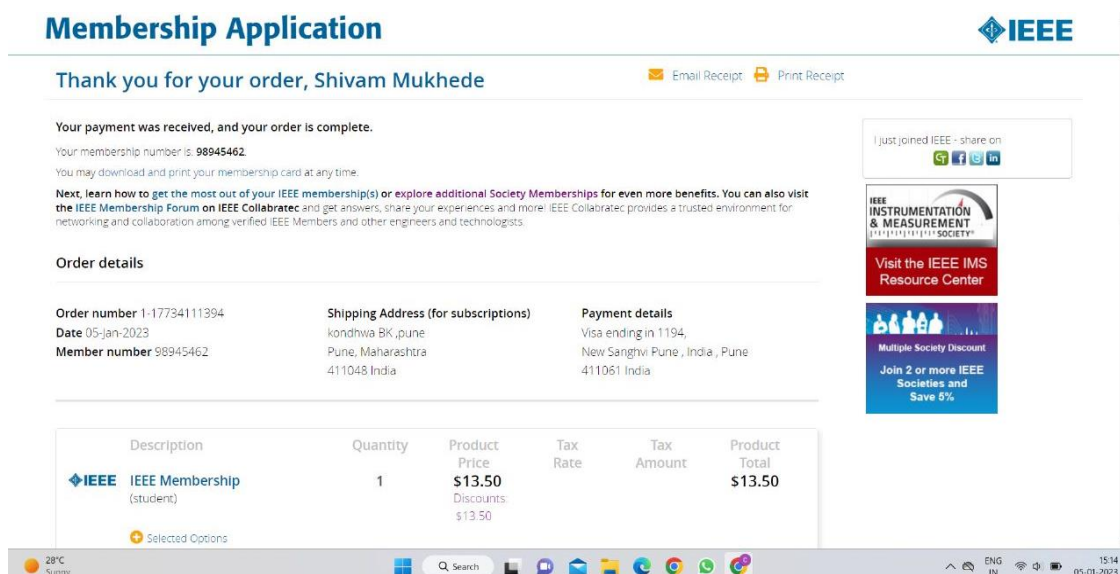 Membership Application
IEEE
Thank you for your order, Shivam Mukhede
Email Receipt Print Receipt
Your payment was received, and your order is complete.
Your membership number is: 98945462.
You may download and print your membership card at any time.
Next, learn how to get the most out of your IEEE membership(s) or explore additional Society Memberships for even more benefits. You can also visit
the IEEE Membership Forum on IEEE Collabratec and get answers, share your experiences and more! IEEE Collabratec provides a trusted environment for
networking and collaboration among verified IEEE Members and other engineers and technologists.
I just joined IEEE - share on
IEEE
INSTRUMENTATION
& MEASUREMENT
SOCIETY
Visit the IEEE IMS
Resource Center
Multiple Society Discount
Join 2 or more IEEE
Societies and
Save 5%
Order details
Order number 1-17734111394
Date 05-Jan-2023
Member number 98945462
Shipping Address (for subscriptions)
kondhwa BK ,pune
Pune, Maharashtra
411048 India
Payment details
Visa ending in 1194,
New Sanghvi Pune , India , Pune
411061 India
Description Quantity Product Price Tax Rate Tax Amount Product Total
IEEE IEEE Membership 1 $13.50 $13.50
(student) Discounts:
$13.50
Selected Options
28°C
Sunny
Search
ENG
IN
15:14
05-01-2023